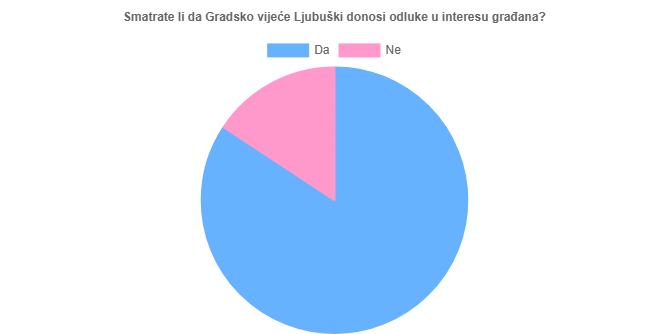 Smatrate li da Gradsko vijeće Ljubuški donosi odluke u interesu građana?
Da Ne